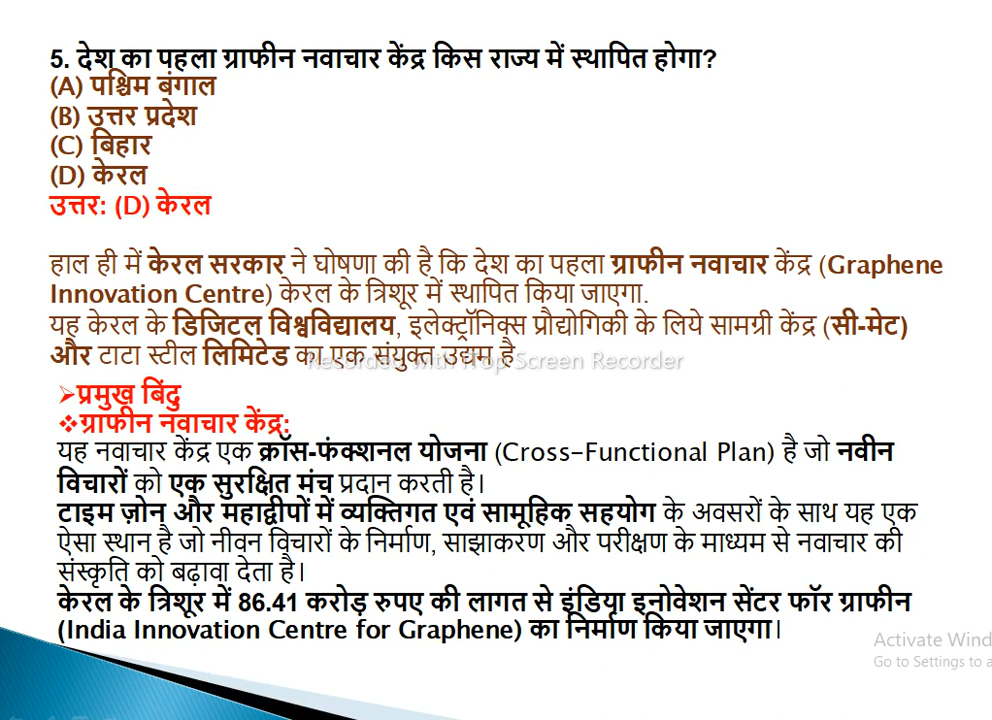 5. देश का पहला ग्राफीन नवाचार केंद्र किस राज्य में स्थापित होगा?
(A) पश्चिम बंगाल
(B) उत्तर प्रदेश
(C) बिहार
(D) केरल
उत्तर: (D) केरल
हाल ही में केरल सरकार ने घोषणा की है कि देश का पहला ग्राफीन नवाचार केंद्र (Graphene
Innovation Centre) केरल के त्रिशूर में स्थापित किया जाएगा.
यह केरल के डिजिटल विश्वविद्यालय, इलेक्ट्रॉनिक्स प्रौद्योगिकी के लिये सामग्री केंद्र (सी-मेट)
और टाटा स्टील लिमिटेड का एक संयुक्त उद्यम है
Recorded with iTop Screen Recorder
➢प्रमुख बिंदु
❖ग्राफीन नवाचार केंद्र:
यह नवाचार केंद्र एक क्रॉस-फंक्शनल योजना (Cross-Functional Plan) है जो नवीन
विचारों को एक सुरक्षित मंच प्रदान करती है।
टाइम ज़ोन और महाद्वीपों में व्यक्तिगत एवं सामूहिक सहयोग के अवसरों के साथ यह एक
ऐसा स्थान है जो नीवन विचारों के निर्माण, साझाकरण और परीक्षण के माध्यम से नवाचार की
संस्कृति को बढ़ावा देता है।
केरल के त्रिशूर में 86.41 करोड़ रुपए की लागत से इंडिया इनोवेशन सेंटर फॉर ग्राफीन
(India Innovation Centre for Graphene) का निर्माण किया जाएगा।
Activate Wind
Go to Settings to a